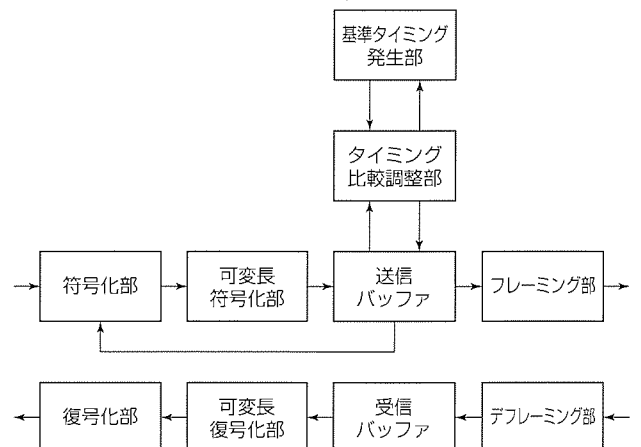 基準タイミング
発生部
タイミング
比較調整部
符号化部
可変長
符号化部
送信
バッファ
フレーミング部
復号化部
可変長
復号化部
受信
バッファ
デフレーミング部